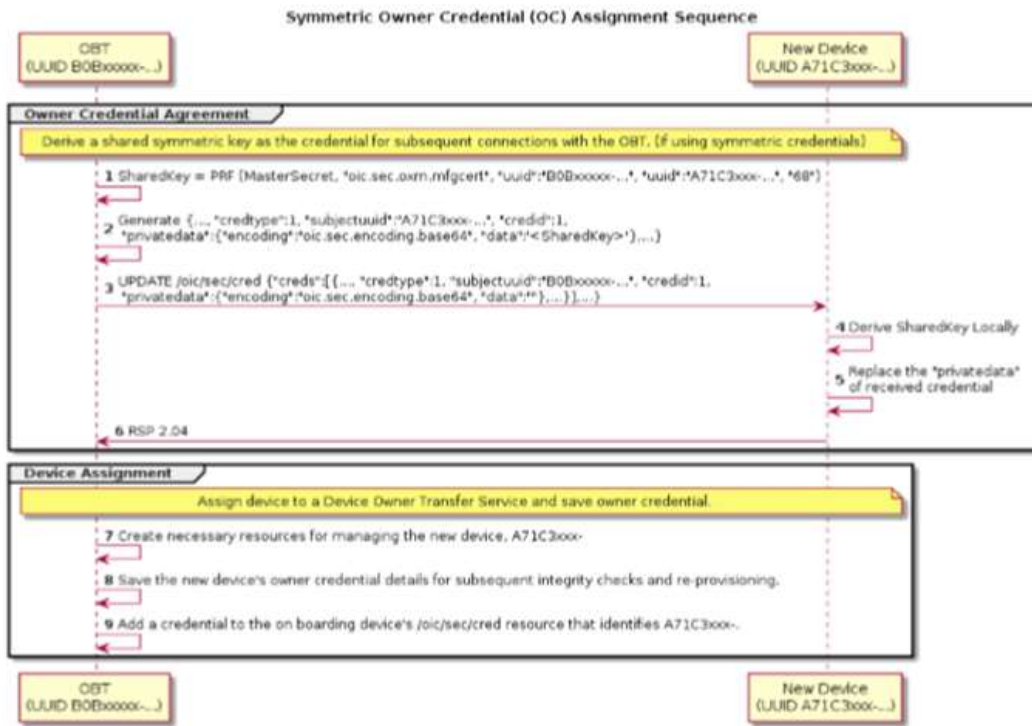 Symmetric Owner Credential (OC) Assignment Sequence
OBT
(UUID B0Bxxxxx-...)
New Device
(UUID A71C3xxx-...)
Owner Credential Agreement
Derive a shared symmetric key as the credential for subsequent connections with the OBT. (If using symmetric credentials)
1 SharedKey = PRF (MasterSecret, "oic.sec.oxm.mfgcert", "uuid":"B0Bxxxxx-...", "uuid":"A71C3xxx-...", "68")
2 Generate {..., "credtype":1, "subjectuuid":"A71C3xxx-...", "credid":1,
"privatedata":{"encoding":"oic.sec.encoding.base64", "data":'<SharedKey>'},...}
3 UPDATE /oic/sec/cred {"creds":[{..., "credtype":1, "subjectuuid":"B0Bxxxxx-...", "credid":1,
"privatedata":{"encoding":"oic.sec.encoding.base64", "data":""},...}],...}
4 Derive SharedKey Locally
5 Replace the "privatedata"
of received credential
6 RSP 2.04
Device Assignment
Assign device to a Device Owner Transfer Service and save owner credential.
7 Create necessary resources for managing the new device, A71C3xxx-
8 Save the new device's owner credential details for subsequent integrity checks and re-provisioning.
9 Add a credential to the on boarding device's /oic/sec/cred resource that identifies A71C3xxx-.
OBT
(UUID B0Bxxxxx-...)
New Device
(UUID A71C3xxx-...)